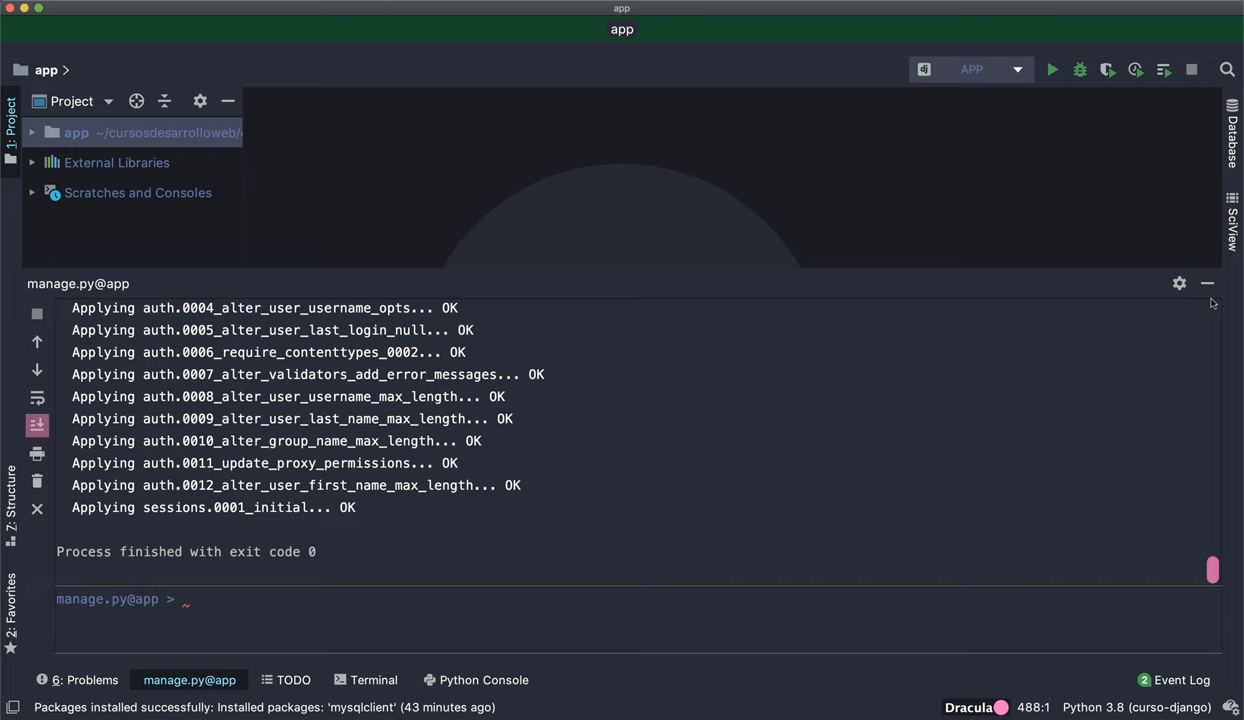 app
app
app
APP
1: Project
Project
app ~/cursosdesarrolloweb/
External Libraries
Scratches and Consoles
Database
SciView
manage.py@app
Applying auth.0004_alter_user_username_opts... OK
Applying auth.0005_alter_user_last_login_null... OK
Applying auth.0006_require_contenttypes_0002... OK
Applying auth.0007_alter_validators_add_error_messages... OK
Applying auth.0008_alter_user_username_max_length... OK
Applying auth.0009_alter_user_last_name_max_length... OK
Applying auth.0010_alter_group_name_max_length... OK
Applying auth.0011_update_proxy_permissions... OK
Applying auth.0012_alter_user_first_name_max_length... OK
Applying sessions.0001_initial... OK
Process finished with exit code 0
manage.py@app >
Z: Structure
2: Favorites
6: Problems
manage.py@app
TODO
Terminal
Python Console
2 Event Log
Packages installed successfully: Installed packages: 'mysqlclient' (43 minutes ago)
Dracula
488:1
Python 3.8 (curso-django)